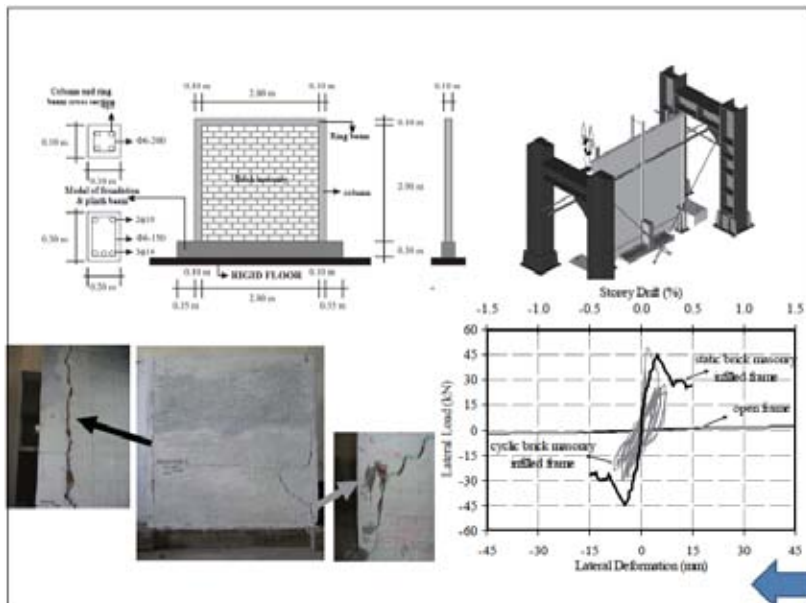 Column and ring
beam cross section
0.10 m
Φ6-200
0.10 m
Model of foundation
& plinth beam
2φ10
Φ6-150
3φ14
0.30 m
0.20 m
0.10 m
0.10 m
2.00 m
Brick masonry
Ring beam
column
0.10 m
2.00 m
0.30 m
RIGID FLOOR
0.10 m
0.10 m
0.35 m
2.00 m
0.35 m
0.10 m
Storey Drift (%)
-1.5
-1.0
-0.5
0.0
0.5
1.0
1.5
Lateral Load (kN)
60
45
30
15
0
-15
-30
-45
-60
static brick masonry
infilled frame
open frame
cyclic brick masonry
infilled frame
-45
-30
-15
0
15
30
45
Lateral Deformation (mm)